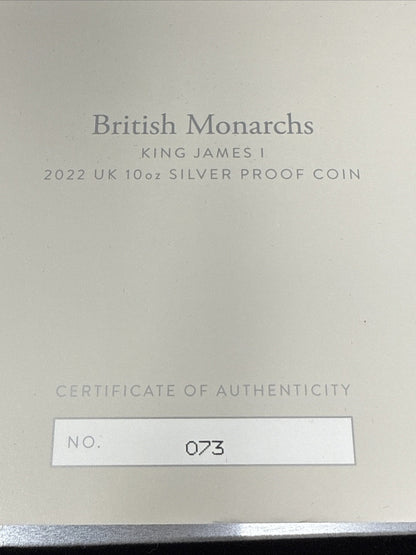 British Monarchs
KING JAMES I
2022 UK 10oz SILVER PROOF COIN
CERTIFICATE OF AUTHENTICITY
NO. 073